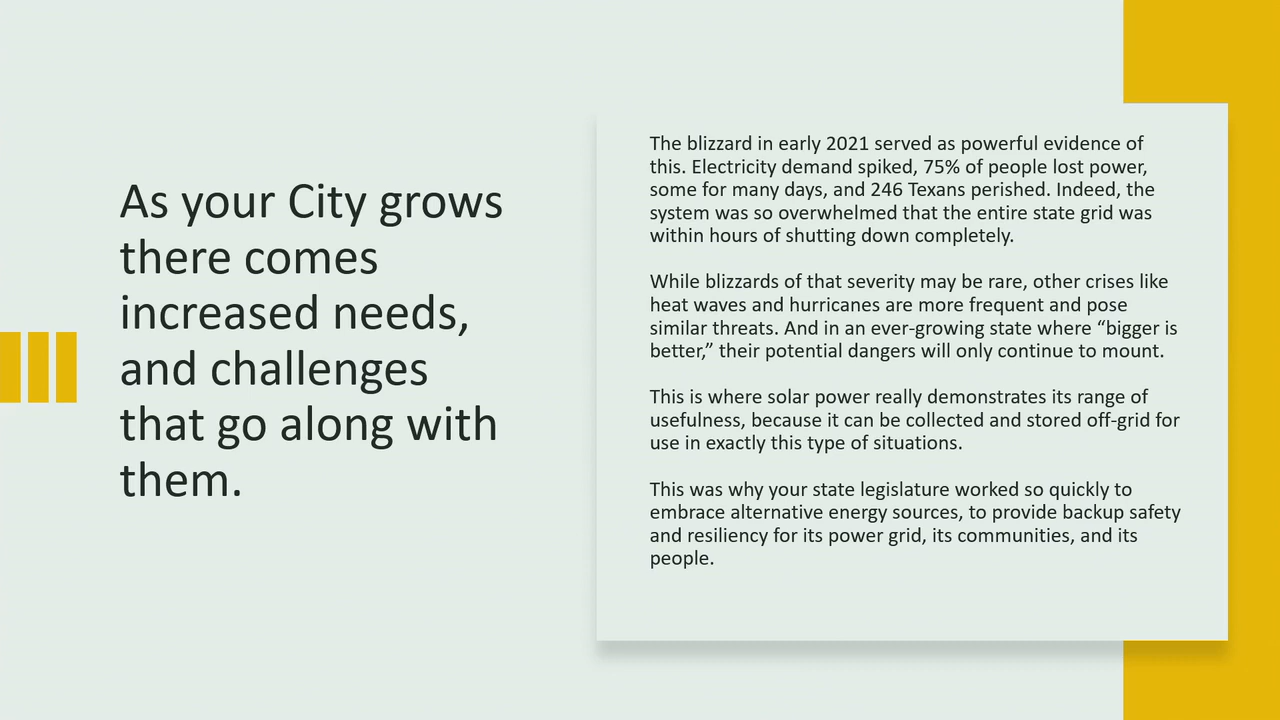 As your City grows
there comes
increased needs,
and challenges
that go along with
them.
The blizzard in early 2021 served as powerful evidence of
this. Electricity demand spiked, 75% of people lost power,
some for many days, and 246 Texans perished. Indeed, the
system was so overwhelmed that the entire state grid was
within hours of shutting down completely.
While blizzards of that severity may be rare, other crises like
heat waves and hurricanes are more frequent and pose
similar threats. And in an ever-growing state where “bigger is
better,” their potential dangers will only continue to mount.
This is where solar power really demonstrates its range of
usefulness, because it can be collected and stored off-grid for
use in exactly this type of situations.
This was why your state legislature worked so quickly to
embrace alternative energy sources, to provide backup safety
and resiliency for its power grid, its communities, and its
people.